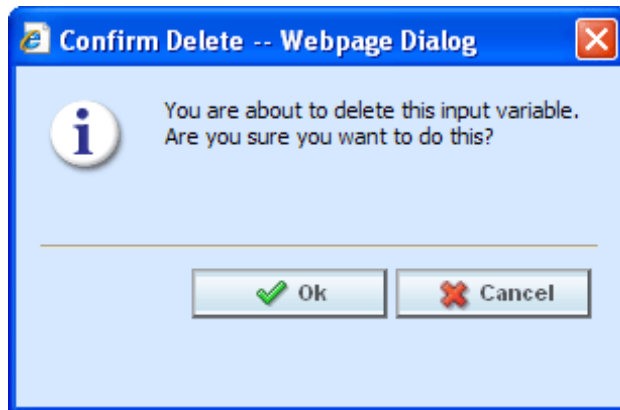 Confirm Delete -- Webpage Dialog
You are about to delete this input variable.
Are you sure you want to do this?
Ok
Cancel